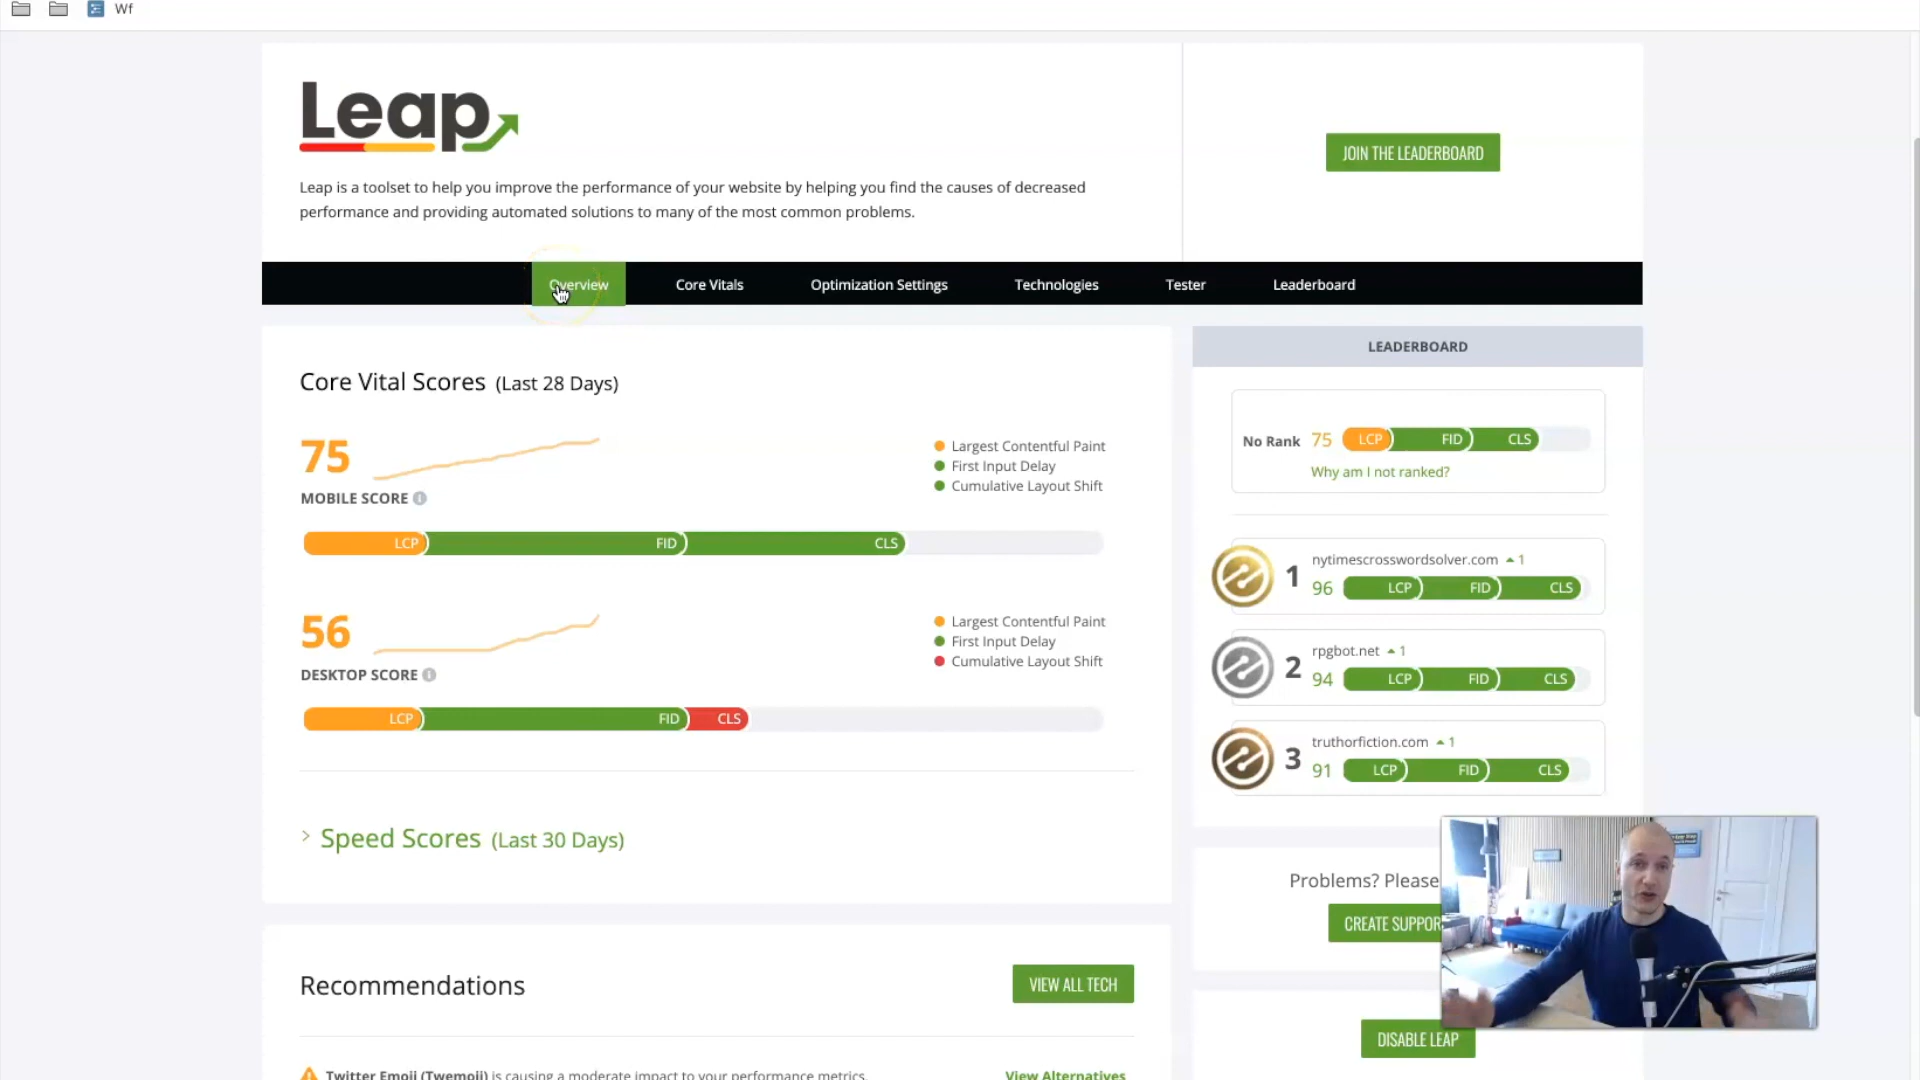 Wf
Leap
Leap is a toolset to help you improve the performance of your website by helping you find the causes of decreased
performance and providing automated solutions to many of the most common problems.
JOIN THE LEADERBOARD
Overview
Core Vitals
Optimization Settings
Technologies
Tester
Leaderboard
Core Vital Scores (Last 28 Days)
75
MOBILE SCORE
Largest Contentful Paint
First Input Delay
Cumulative Layout Shift
LCP FID CLS
56
DESKTOP SCORE
Largest Contentful Paint
First Input Delay
Cumulative Layout Shift
LCP FID CLS
Speed Scores (Last 30 Days)
Recommendations
VIEW ALL TECH
Twitter Emoji (Twemoji) is causing a moderate impact to your performance metrics.
View Alternatives
LEADERBOARD
No Rank 75 LCP FID CLS
Why am I not ranked?
1 nytimescrosswordsolver.com 1
96 LCP FID CLS
2 rpgbot.net 1
94 LCP FID CLS
3 truthorfiction.com 1
91 LCP FID CLS
Problems? Please
CREATE SUPPOR
DISABLE LEAP